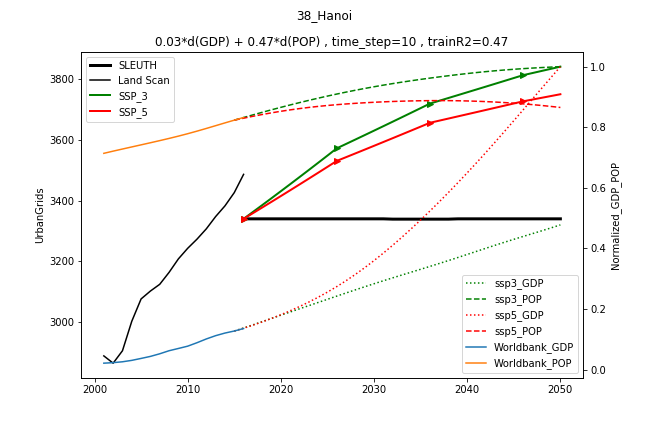 38_Hanoi
0.03*d(GDP) + 0.47*d(POP) , time_step=10 , trainR2=0.47
SLEUTH
Land Scan
SSP_3
SSP_5
3800
3600
3400
3200
3000
UrbanGrids
1.0
0.8
0.6
0.4
0.2
0.0
Normalized_GDP_POP
ssp3_GDP
ssp3_POP
ssp5_GDP
ssp5_POP
Worldbank_GDP
Worldbank_POP
2000
2010
2020
2030
2040
2050